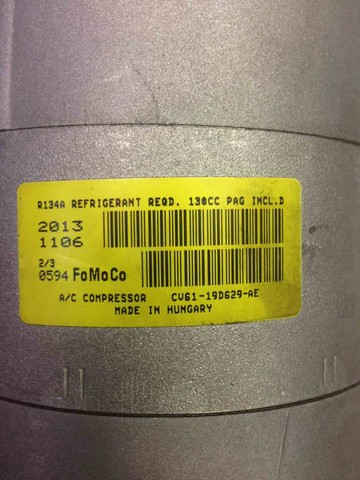 R134A REFRIGERANT REQD. 130CC PAG INCL.D
2013
1106
2/3
0594 FoMoCo
A/C COMPRESSOR CV61-19D629-AE
MADE IN HUNGARY